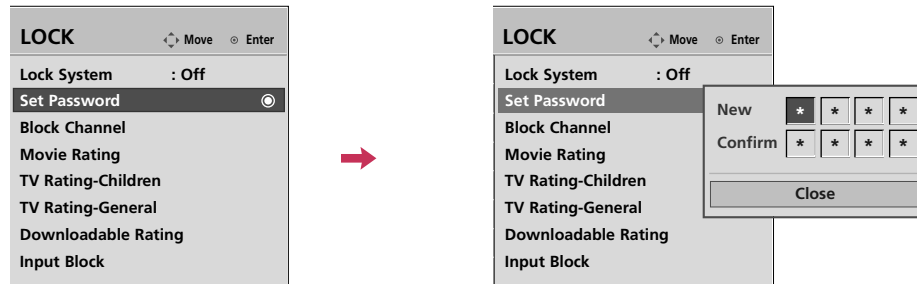 LOCK Move Enter
Lock System : Off
Set Password
Block Channel
Movie Rating
TV Rating-Children
TV Rating-General
Downloadable Rating
Input Block
LOCK Move Enter
Lock System : Off
Set Password
Block Channel
Movie Rating
TV Rating-Children
TV Rating-General
Downloadable Rating
Input Block
New * * * *
Confirm * * * *
Close